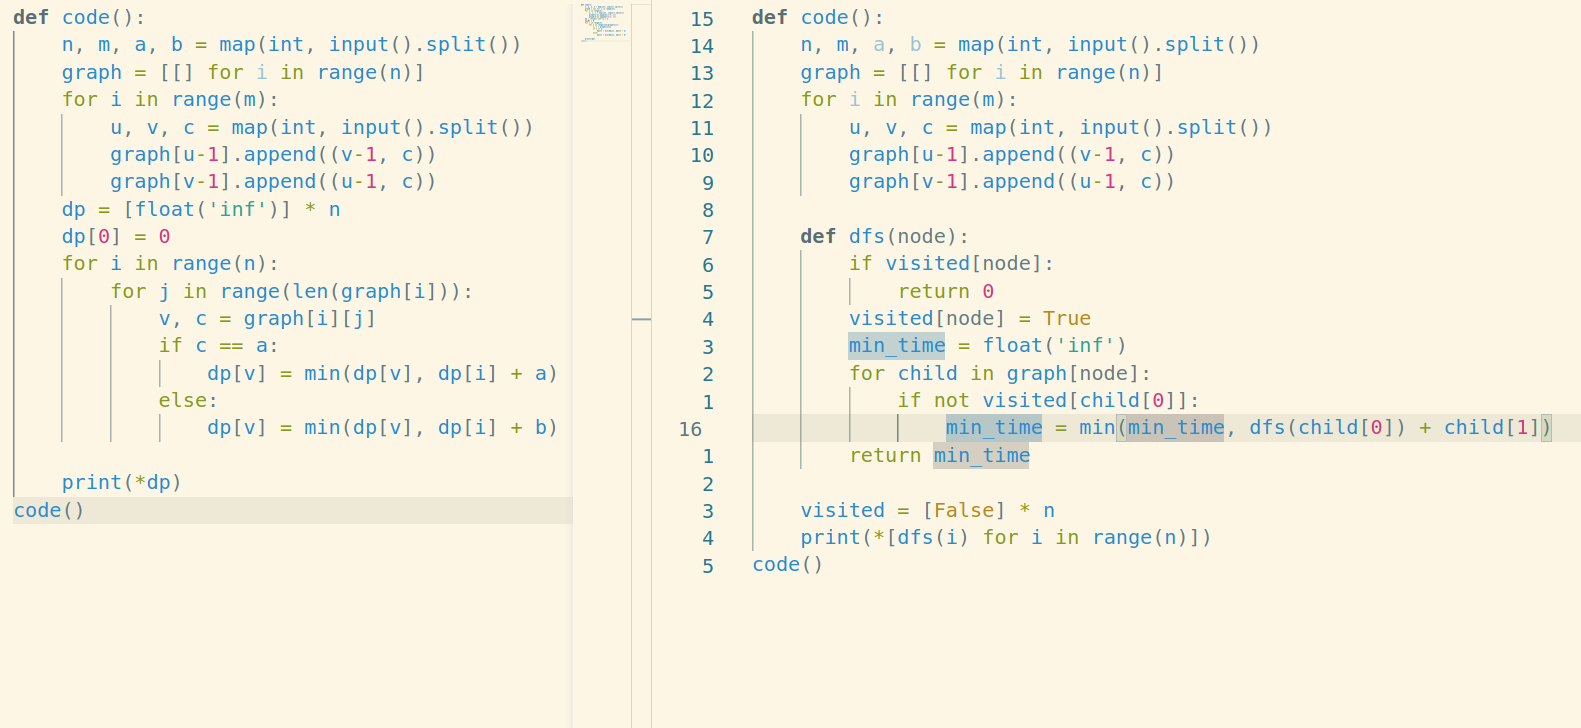 def code():
    n, m, a, b = map(int, input().split())
    graph = [[] for i in range(n)]
    for i in range(m):
        u, v, c = map(int, input().split())
        graph[u-1].append((v-1, c))
        graph[v-1].append((u-1, c))
    dp = [float('inf')] * n
    dp[0] = 0
    for i in range(n):
        for j in range(len(graph[i])):
            v, c = graph[i][j]
            if c == a:
                dp[v] = min(dp[v], dp[i] + a)
            else:
                dp[v] = min(dp[v], dp[i] + b)
    print(*dp)
code()
15 def code():
14     n, m, a, b = map(int, input().split())
13     graph = [[] for i in range(n)]
12     for i in range(m):
11         u, v, c = map(int, input().split())
10         graph[u-1].append((v-1, c))
9         graph[v-1].append((u-1, c))
8
7     def dfs(node):
6         if visited[node]:
5             return 0
4         visited[node] = True
3         min_time = float('inf')
2         for child in graph[node]:
1             if not visited[child[0]]:
16                 min_time = min(min_time, dfs(child[0]) + child[1])
1         return min_time
2
3     visited = [False] * n
4     print(*[dfs(i) for i in range(n)])
5 code()